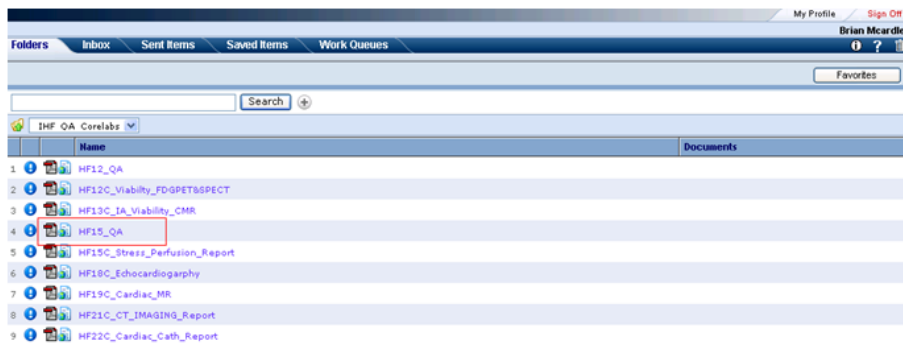 My Profile Sign Off
Brian Mcardle
Folders Inbox Sent Items Saved Items Work Queues
Favorites
Search
IHF QA Corelabs
Name Documents
1 HF12_QA
2 HF12C_Viabilty_FDGPET&SPECT
3 HF13C_IA_Viability_CMR
4 HF15_QA
5 HF15C_Stress_Perfusion_Report
6 HF18C_Echocardiogarphy
7 HF19C_Cardiac_MR
8 HF21C_CT_IMAGING_Report
9 HF22C_Cardiac_Cath_Report